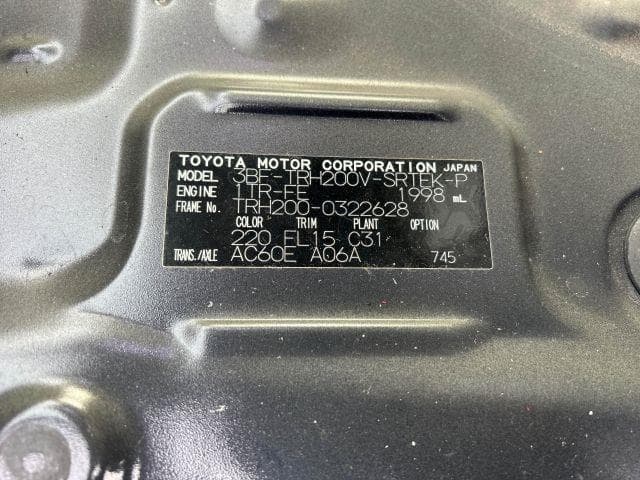 TOYOTA MOTOR CORPORATION JAPAN
MODEL 3BF-TRH200V-SRTEK-P
ENGINE 1TR-FE 1998 mL
FRAME No. TRH200-0322628
COLOR TRIM PLANT OPTION
220 EL15 C31
TRANS./AXLE AC60E A06A 745